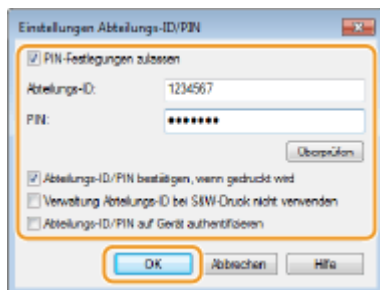 Einstellungen Abteilungs-ID/PIN
PIN-Festlegungen zulassen
Abteilungs-ID: 1234567
PIN: •••••••
Überprüfen
Abteilungs-ID/PIN bestätigen, wenn gedruckt wird
Verwaltung Abteilungs-ID bei S&W-Druck nicht verwenden
Abteilungs-ID/PIN auf Gerät authentifizieren
OK Abbrechen Hilfe